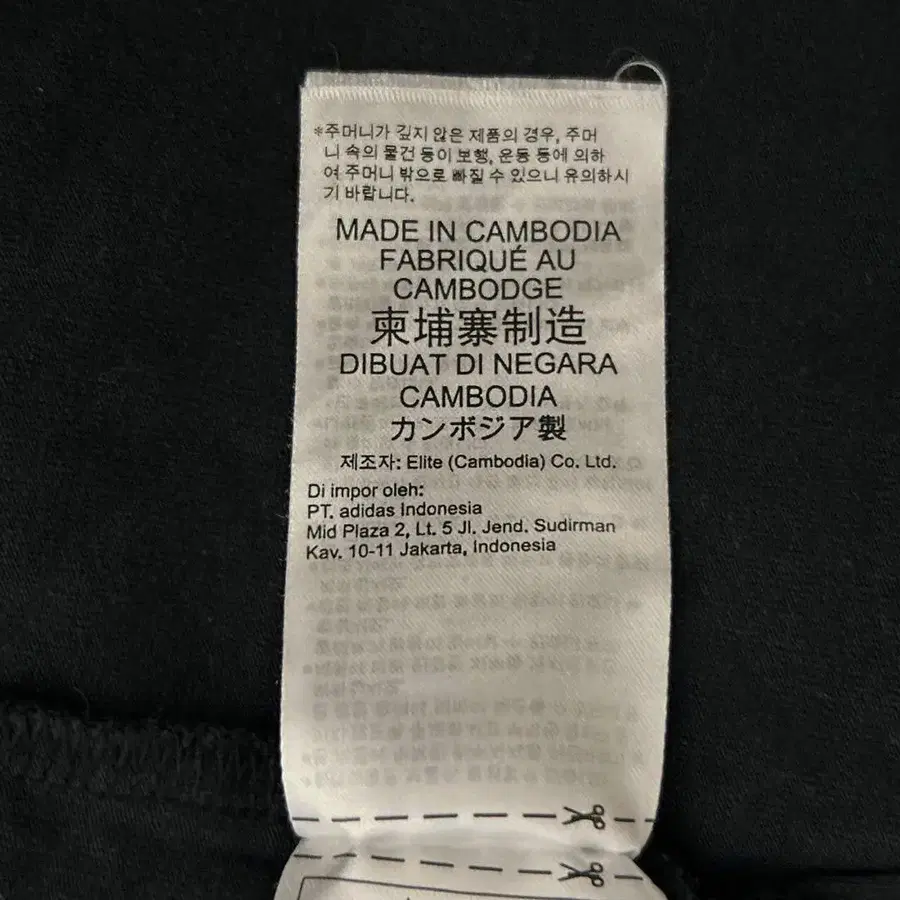 *주머니가 깊지 않은 제품의 경우, 주머
니 속의 물건 등이 보행, 운동 등에 의하
여 주머니 밖으로 빠질 수 있으니 유의하시
기 바랍니다.
MADE IN CAMBODIA
FABRIQUÉ AU
CAMBODGE
柬埔寨制造
DIBUAT DI NEGARA
CAMBODIA
カンボジア製
제조자: Elite (Cambodia) Co. Ltd.
Di impor oleh:
PT. adidas Indonesia
Mid Plaza 2, Lt. 5 Jl. Jend. Sudirman
Kav. 10-11 Jakarta, Indonesia